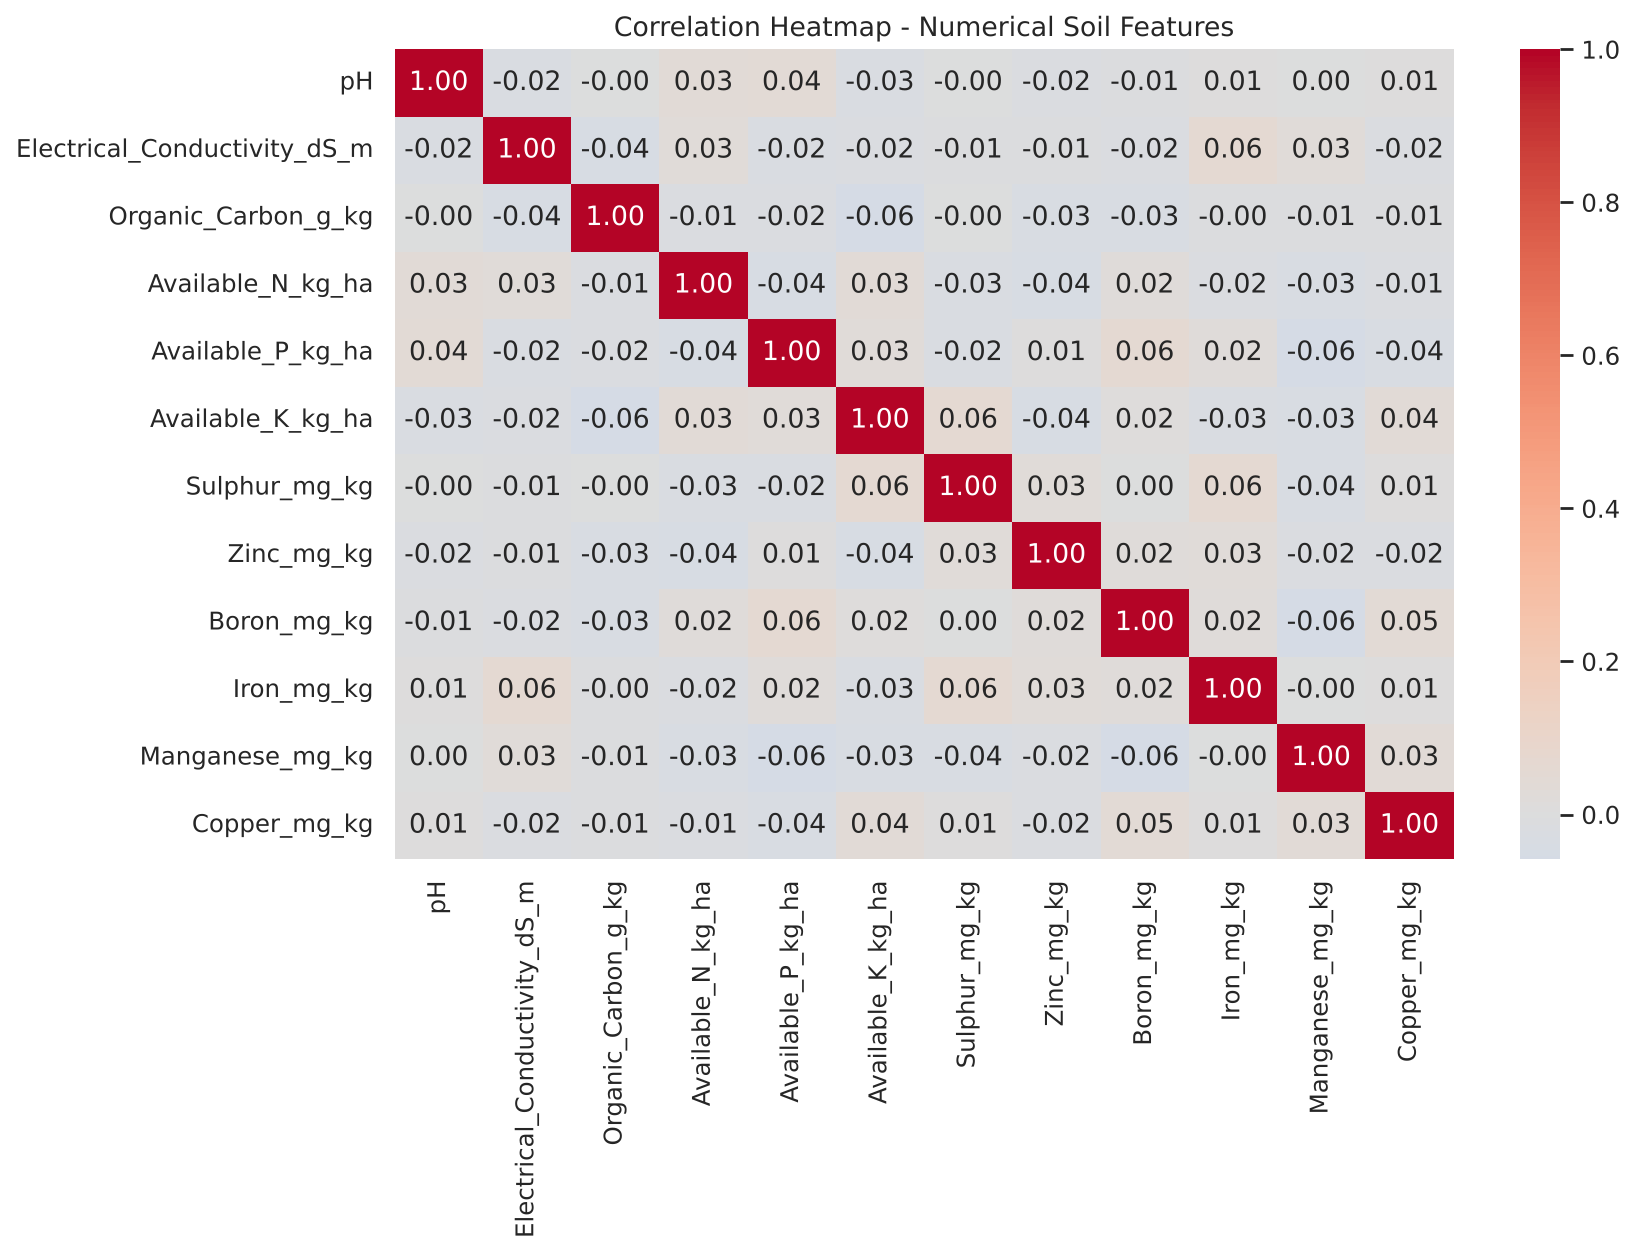 Correlation Heatmap - Numerical Soil Features
pH 1.00 -0.02 -0.00 0.03 0.04 -0.03 -0.00 -0.02 -0.01 0.01 0.00 0.01
Electrical_Conductivity_dS_m -0.02 1.00 -0.04 0.03 -0.02 -0.02 -0.01 -0.01 -0.02 0.06 0.03 -0.02
Organic_Carbon_g_kg -0.00 -0.04 1.00 -0.01 -0.02 -0.06 -0.00 -0.03 -0.03 -0.00 -0.01 -0.01
Available_N_kg_ha 0.03 0.03 -0.01 1.00 -0.04 0.03 -0.03 -0.04 0.02 -0.02 -0.03 -0.01
Available_P_kg_ha 0.04 -0.02 -0.02 -0.04 1.00 0.03 -0.02 0.01 0.06 0.02 -0.06 -0.04
Available_K_kg_ha -0.03 -0.02 -0.06 0.03 0.03 1.00 0.06 -0.04 0.02 -0.03 -0.03 0.04
Sulphur_mg_kg -0.00 -0.01 -0.00 -0.03 -0.02 0.06 1.00 0.03 0.00 0.06 -0.04 0.01
Zinc_mg_kg -0.02 -0.01 -0.03 -0.04 0.01 -0.04 0.03 1.00 0.02 0.03 -0.02 -0.02
Boron_mg_kg -0.01 -0.02 -0.03 0.02 0.06 0.02 0.00 0.02 1.00 0.02 -0.06 0.05
Iron_mg_kg 0.01 0.06 -0.00 -0.02 0.02 -0.03 0.06 0.03 0.02 1.00 -0.00 0.01
Manganese_mg_kg 0.00 0.03 -0.01 -0.03 -0.06 -0.03 -0.04 -0.02 -0.06 -0.00 1.00 0.03
Copper_mg_kg 0.01 -0.02 -0.01 -0.01 -0.04 0.04 0.01 -0.02 0.05 0.01 0.03 1.00
pH
Electrical_Conductivity_dS_m
Organic_Carbon_g_kg
Available_N_kg_ha
Available_P_kg_ha
Available_K_kg_ha
Sulphur_mg_kg
Zinc_mg_kg
Boron_mg_kg
Iron_mg_kg
Manganese_mg_kg
Copper_mg_kg
1.0
0.8
0.6
0.4
0.2
0.0